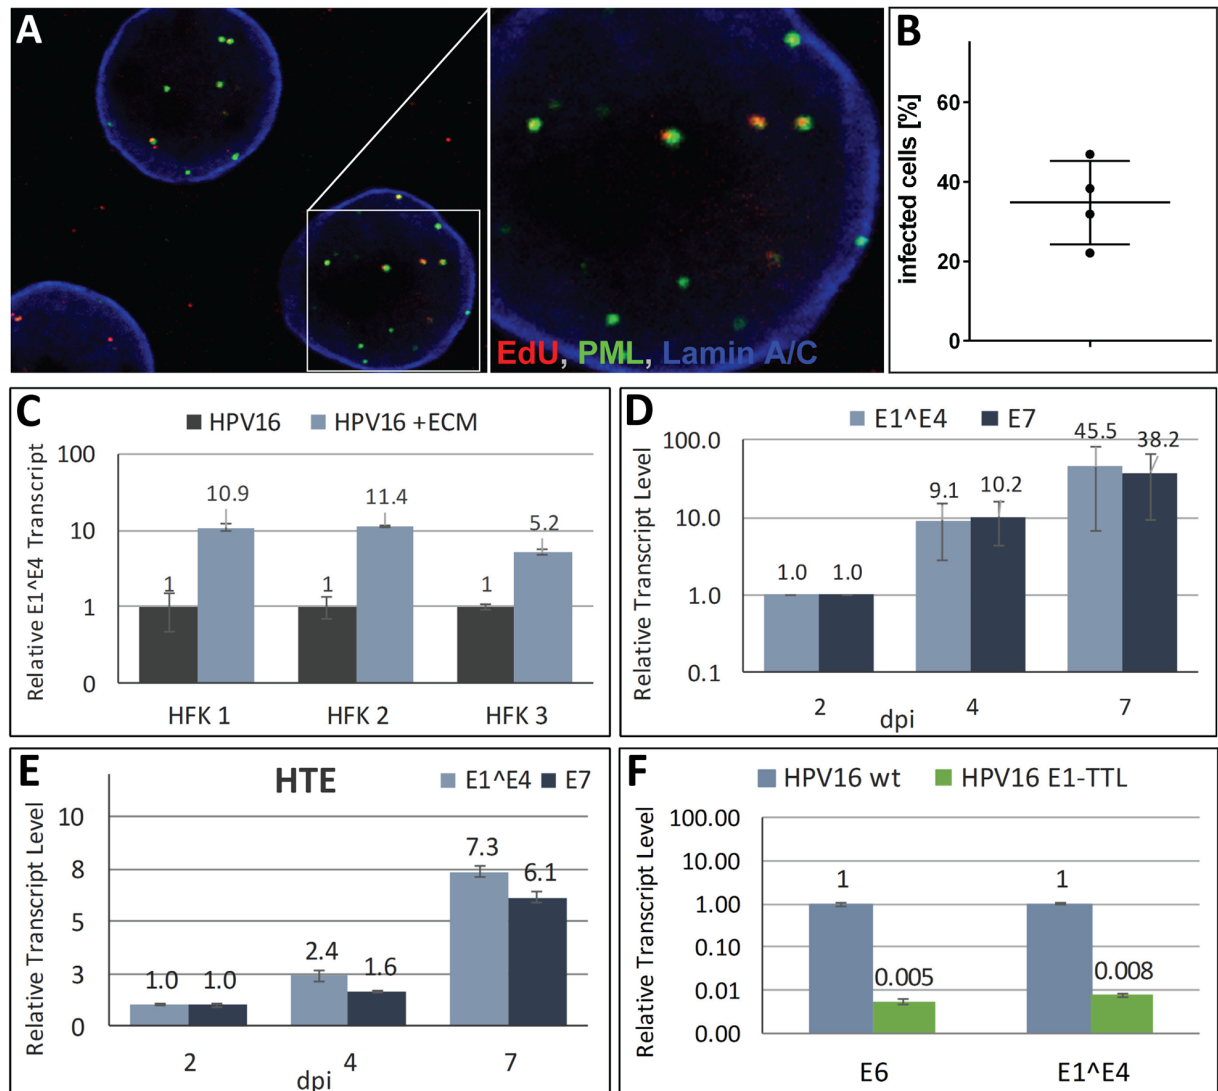 A
EdU, PML, Lamin A/C
B
infected cells [%]
60
40
20
0
C
HPV16 HPV16 +ECM
Relative E1^E4 Transcript
100
10
1
0
1 10.9 1 11.4 1 5.2
HFK 1 HFK 2 HFK 3
D
E1^E4 E7
Relative Transcript Level
100.0
10.0
1.0
0.1
1.0 1.0 9.1 10.2 45.5 38.2
2 4 7
dpi
E
HTE
E1^E4 E7
Relative Transcript Level
10
8
5
3
0
1.0 1.0 2.4 1.6 7.3 6.1
2 4 7
dpi
F
HPV16 wt HPV16 E1-TTL
Relative Transcript Level
100.00
10.00
1.00
0.10
0.01
0.00
1 0.005 1 0.008
E6 E1^E4